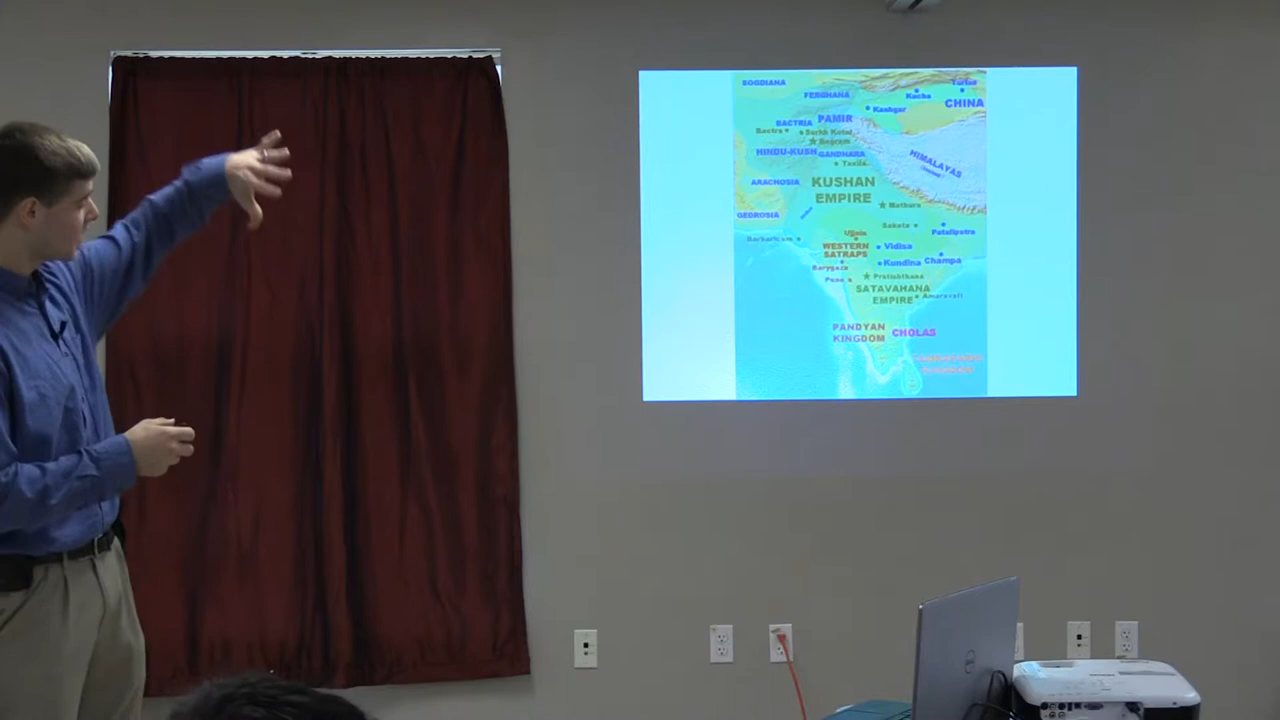 SOGDIANA
Turfan
FERGHANA
Kucha
CHINA
Kashgar
BACTRIA
PAMIR
Bactra
Surkh Kotal
Begram
HINDU-KUSH
GANDHARA
Taxila
HIMALAYAS
ARACHOSIA
KUSHAN
EMPIRE
Mathura
GEDROSIA
Saketa
Pataliputra
Barbaricum
Ujjain
WESTERN
SATRAPS
Vidisa
Kundina
Champa
Barygaza
Pratishthana
SATAVAHANA
EMPIRE
Amaravati
PANDYAN
KINGDOM
CHOLAS